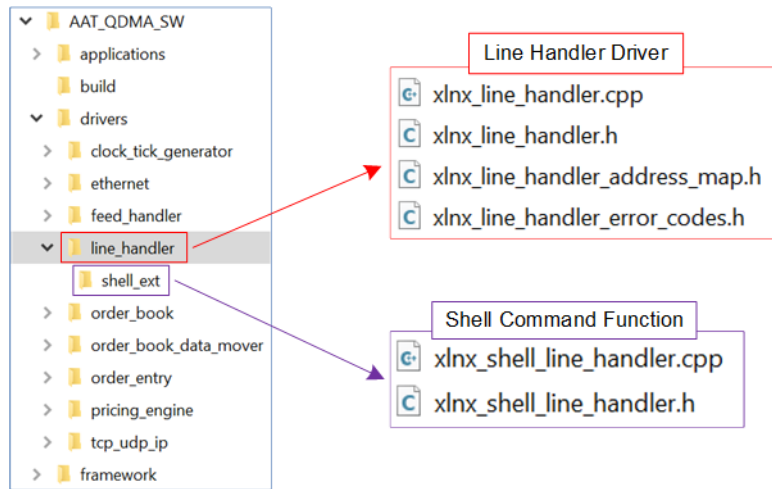 AAT_QDMA_SW
applications
build
drivers
clock_tick_generator
ethernet
feed_handler
line_handler
shell_ext
order_book
order_book_data_mover
order_entry
pricing_engine
tcp_udp_ip
framework
Line Handler Driver
xlnx_line_handler.cpp
xlnx_line_handler.h
xlnx_line_handler_address_map.h
xlnx_line_handler_error_codes.h
Shell Command Function
xlnx_shell_line_handler.cpp
xlnx_shell_line_handler.h